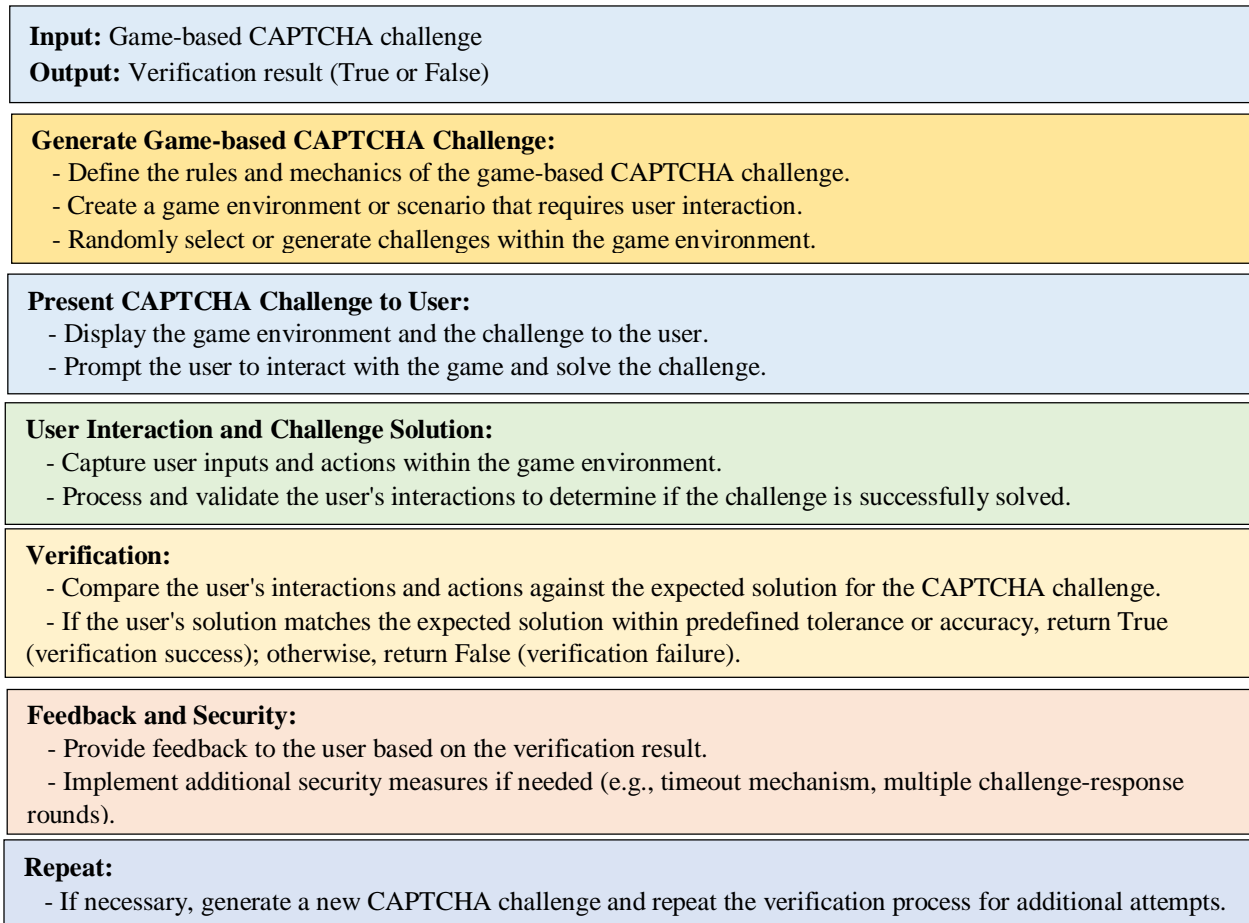 Input: Game-based CAPTCHA challenge
Output: Verification result (True or False)
Generate Game-based CAPTCHA Challenge:
- Define the rules and mechanics of the game-based CAPTCHA challenge.
- Create a game environment or scenario that requires user interaction.
- Randomly select or generate challenges within the game environment.
Present CAPTCHA Challenge to User:
- Display the game environment and the challenge to the user.
- Prompt the user to interact with the game and solve the challenge.
User Interaction and Challenge Solution:
- Capture user inputs and actions within the game environment.
- Process and validate the user's interactions to determine if the challenge is successfully solved.
Verification:
- Compare the user's interactions and actions against the expected solution for the CAPTCHA challenge.
- If the user's solution matches the expected solution within predefined tolerance or accuracy, return True
(verification success); otherwise, return False (verification failure).
Feedback and Security:
- Provide feedback to the user based on the verification result.
- Implement additional security measures if needed (e.g., timeout mechanism, multiple challenge-response
rounds).
Repeat:
- If necessary, generate a new CAPTCHA challenge and repeat the verification process for additional attempts.